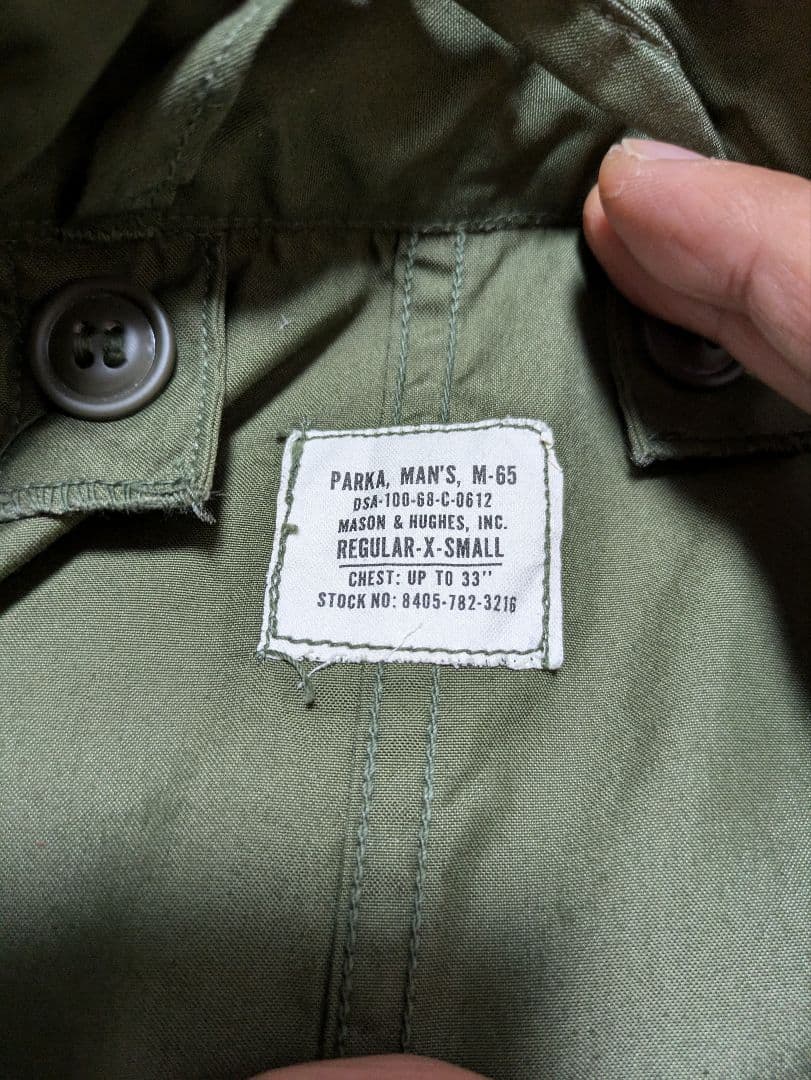 PARKA, MAN'S, M-65
DSA-100-68-C-0612
MASON & HUGHES, INC.
REGULAR-X-SMALL
CHEST: UP TO 33"
STOCK NO: 8405-782-3216